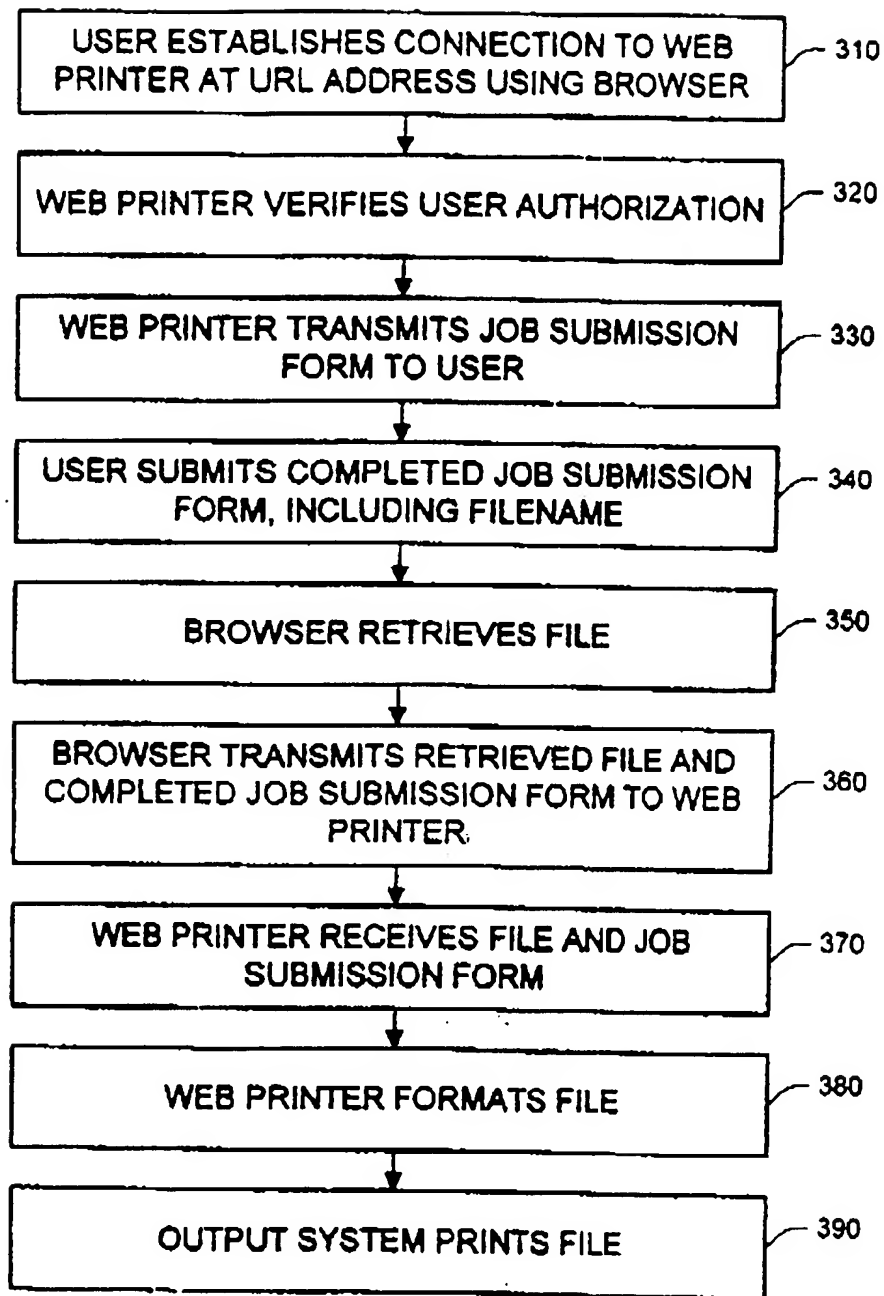 USER ESTABLISHES CONNECTION TO WEB
PRINTER AT URL ADDRESS USING BROWSER
310
WEB PRINTER VERIFIES USER AUTHORIZATION
320
WEB PRINTER TRANSMITS JOB SUBMISSION
FORM TO USER
330
USER SUBMITS COMPLETED JOB SUBMISSION
FORM, INCLUDING FILENAME
340
BROWSER RETRIEVES FILE
350
BROWSER TRANSMITS RETRIEVED FILE AND
COMPLETED JOB SUBMISSION FORM TO WEB
PRINTER
360
WEB PRINTER RECEIVES FILE AND JOB
SUBMISSION FORM
370
WEB PRINTER FORMATS FILE
380
OUTPUT SYSTEM PRINTS FILE
390